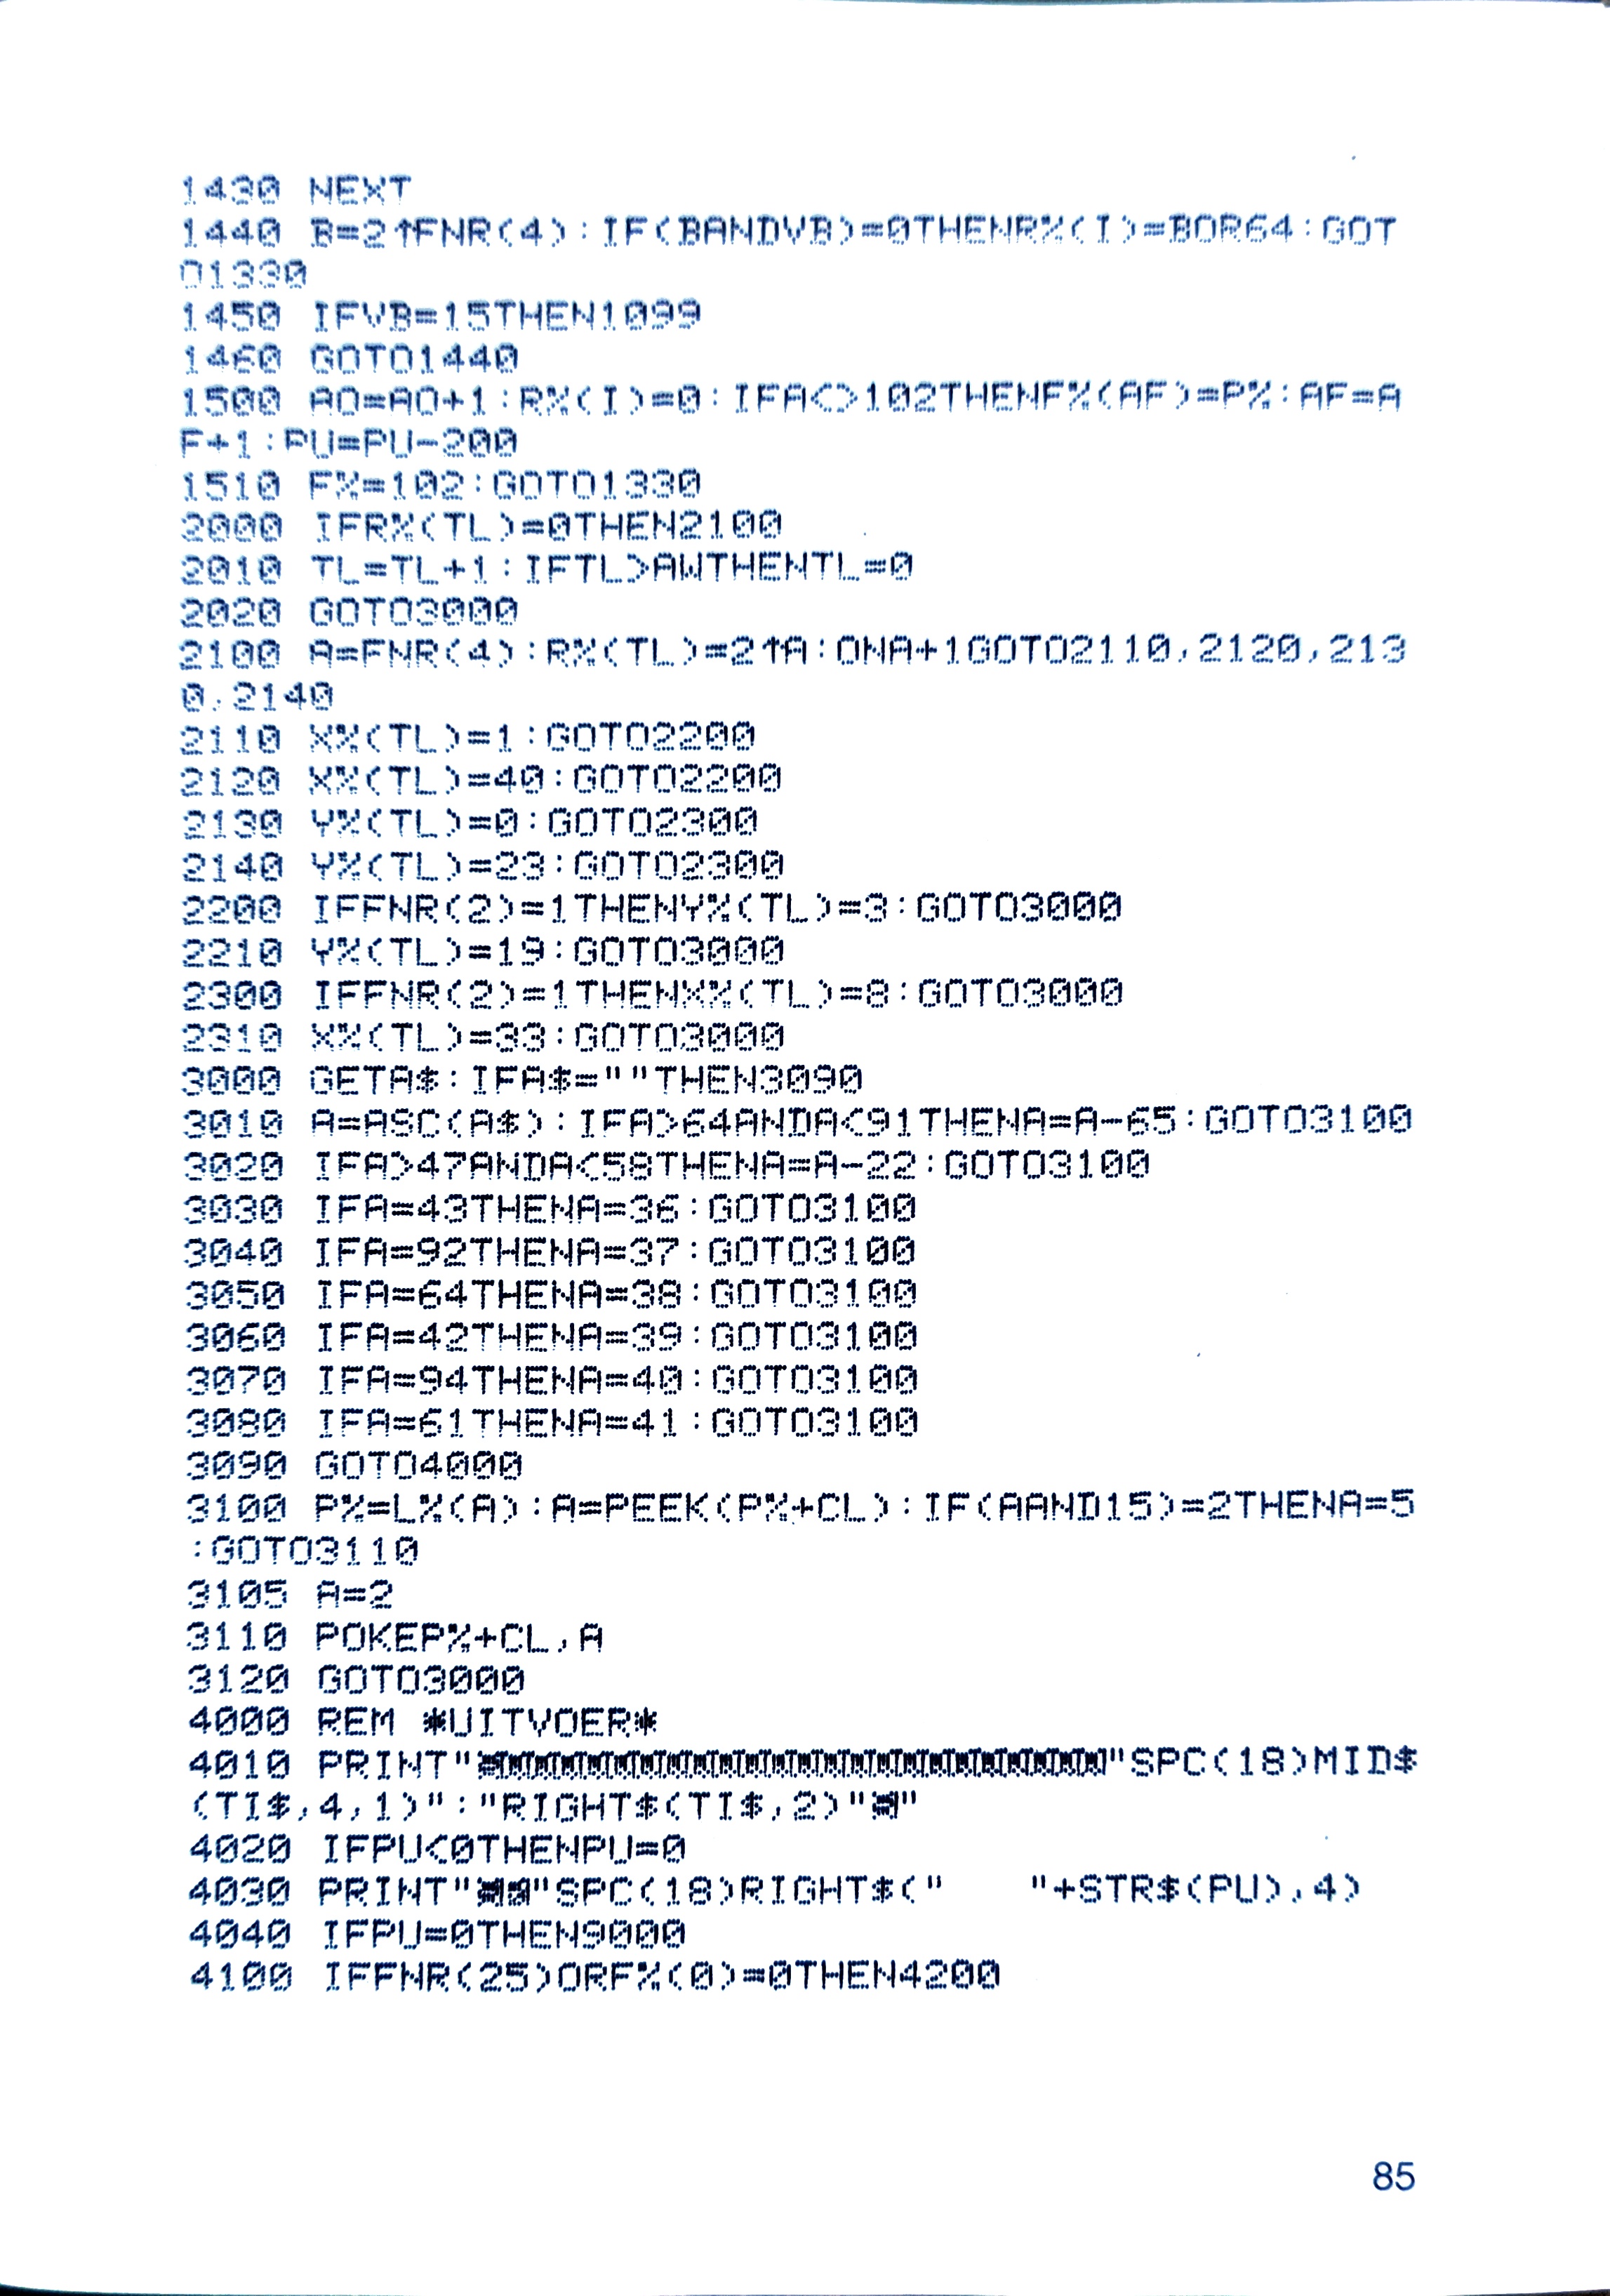 1430 NEXT
1440 B=2↑FNR(4):IF(BANDVB)=0THENR%(I)=BOR64:GOT
O1330
1450 IFVB=15THEN1099
1460 GOTO1440
1500 AO=AO+1:R%(I)=0:IFA<>102THENF%(AF)=P%:AF=A
F+1:PU=PU-200
1510 F%=102:GOTO1330
2000 IFR%(TL)=0THEN2100
2010 TL=TL+1:IFTL>AWTHENTL=0
2020 GOTO3000
2100 A=FNR(4):R%(TL)=2↑A:ONA+1GOTO2110,2120,213
0,2140
2110 X%(TL)=1:GOTO2200
2120 X%(TL)=40:GOTO2200
2130 Y%(TL)=0:GOTO2300
2140 Y%(TL)=23:GOTO2300
2200 IFFNR(2)=1THENY%(TL)=3:GOTO3000
2210 Y%(TL)=19:GOTO3000
2300 IFFNR(2)=1THENX%(TL)=8:GOTO3000
2310 X%(TL)=33:GOTO3000
3000 GETA$:IFA$=""THEN3090
3010 A=ASC(A$):IFA>64ANDA<91THENA=A-65:GOTO3100
3020 IFA>47ANDA<58THENA=A-22:GOTO3100
3030 IFA=43THENA=36:GOTO3100
3040 IFA=92THENA=37:GOTO3100
3050 IFA=64THENA=38:GOTO3100
3060 IFA=42THENA=39:GOTO3100
3070 IFA=94THENA=40:GOTO3100
3080 IFA=61THENA=41:GOTO3100
3090 GOTO4000
3100 P%=L%(A):A=PEEK(P%+CL):IF(AAND15)=2THENA=5
:GOTO3110
3105 A=2
3110 POKEP%+CL,A
3120 GOTO3000
4000 REM *UITVOER*
4010 PRINT""SPC(18)MID$
(TI$,4,1)":"RIGHT$(TI$,2)""
4020 IFPU<0THENPU=0
4030 PRINT""SPC(18)RIGHT$("    "+STR$(PU),4)
4040 IFPU=0THEN9000
4100 IFFNR(25)ORF%(0)=0THEN4200
85